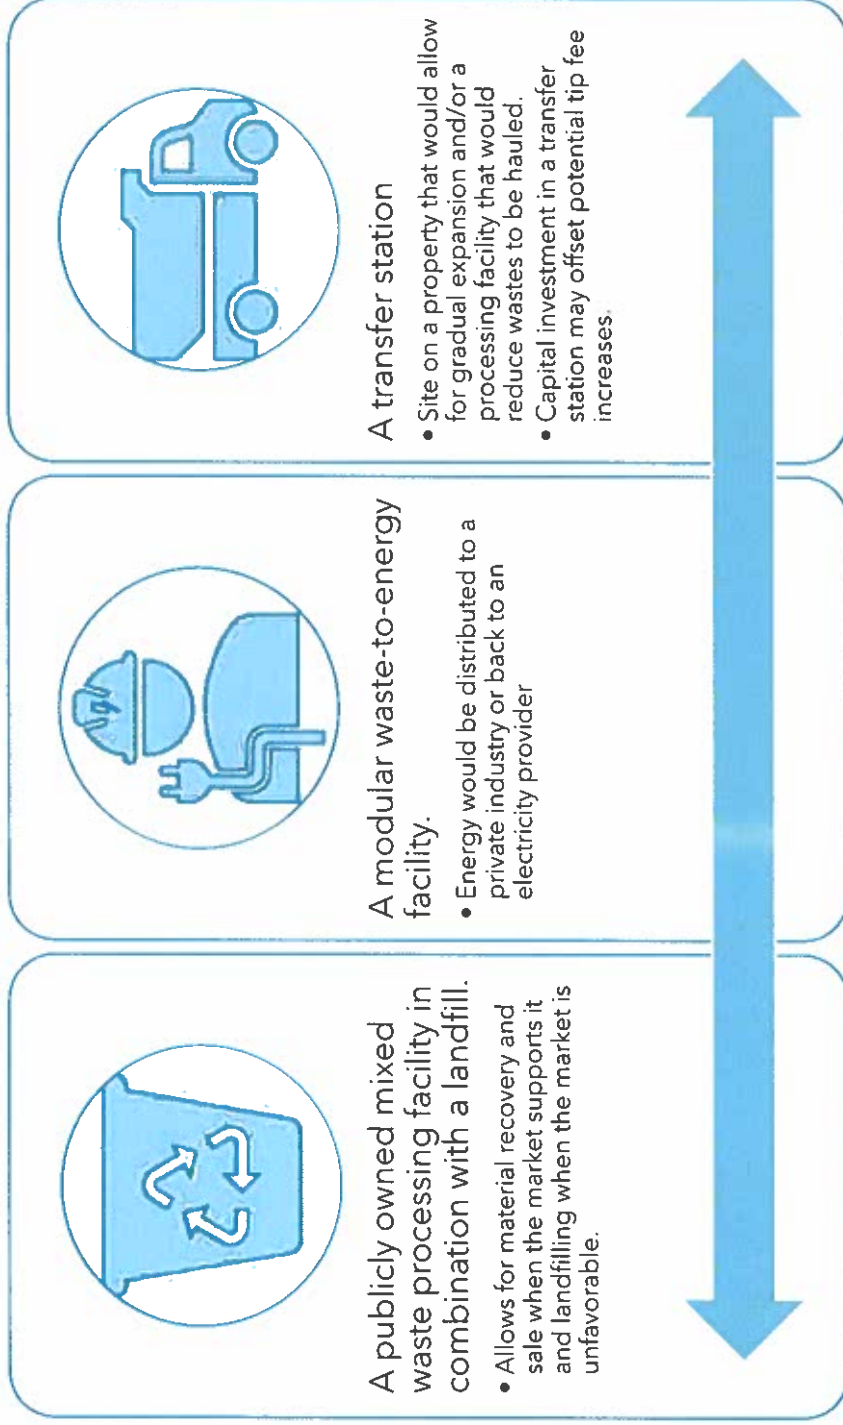 A publicly owned mixed
waste processing facility in
combination with a landfill.
• Allows for material recovery and
sale when the market supports it
and landfilling when the market is
unfavorable.
A modular waste-to-energy
facility.
• Energy would be distributed to a
private industry or back to an
electricity provider
A transfer station
• Site on a property that would allow
for gradual expansion and/or a
processing facility that would
reduce wastes to be hauled.
• Capital investment in a transfer
station may offset potential tip fee
increases.